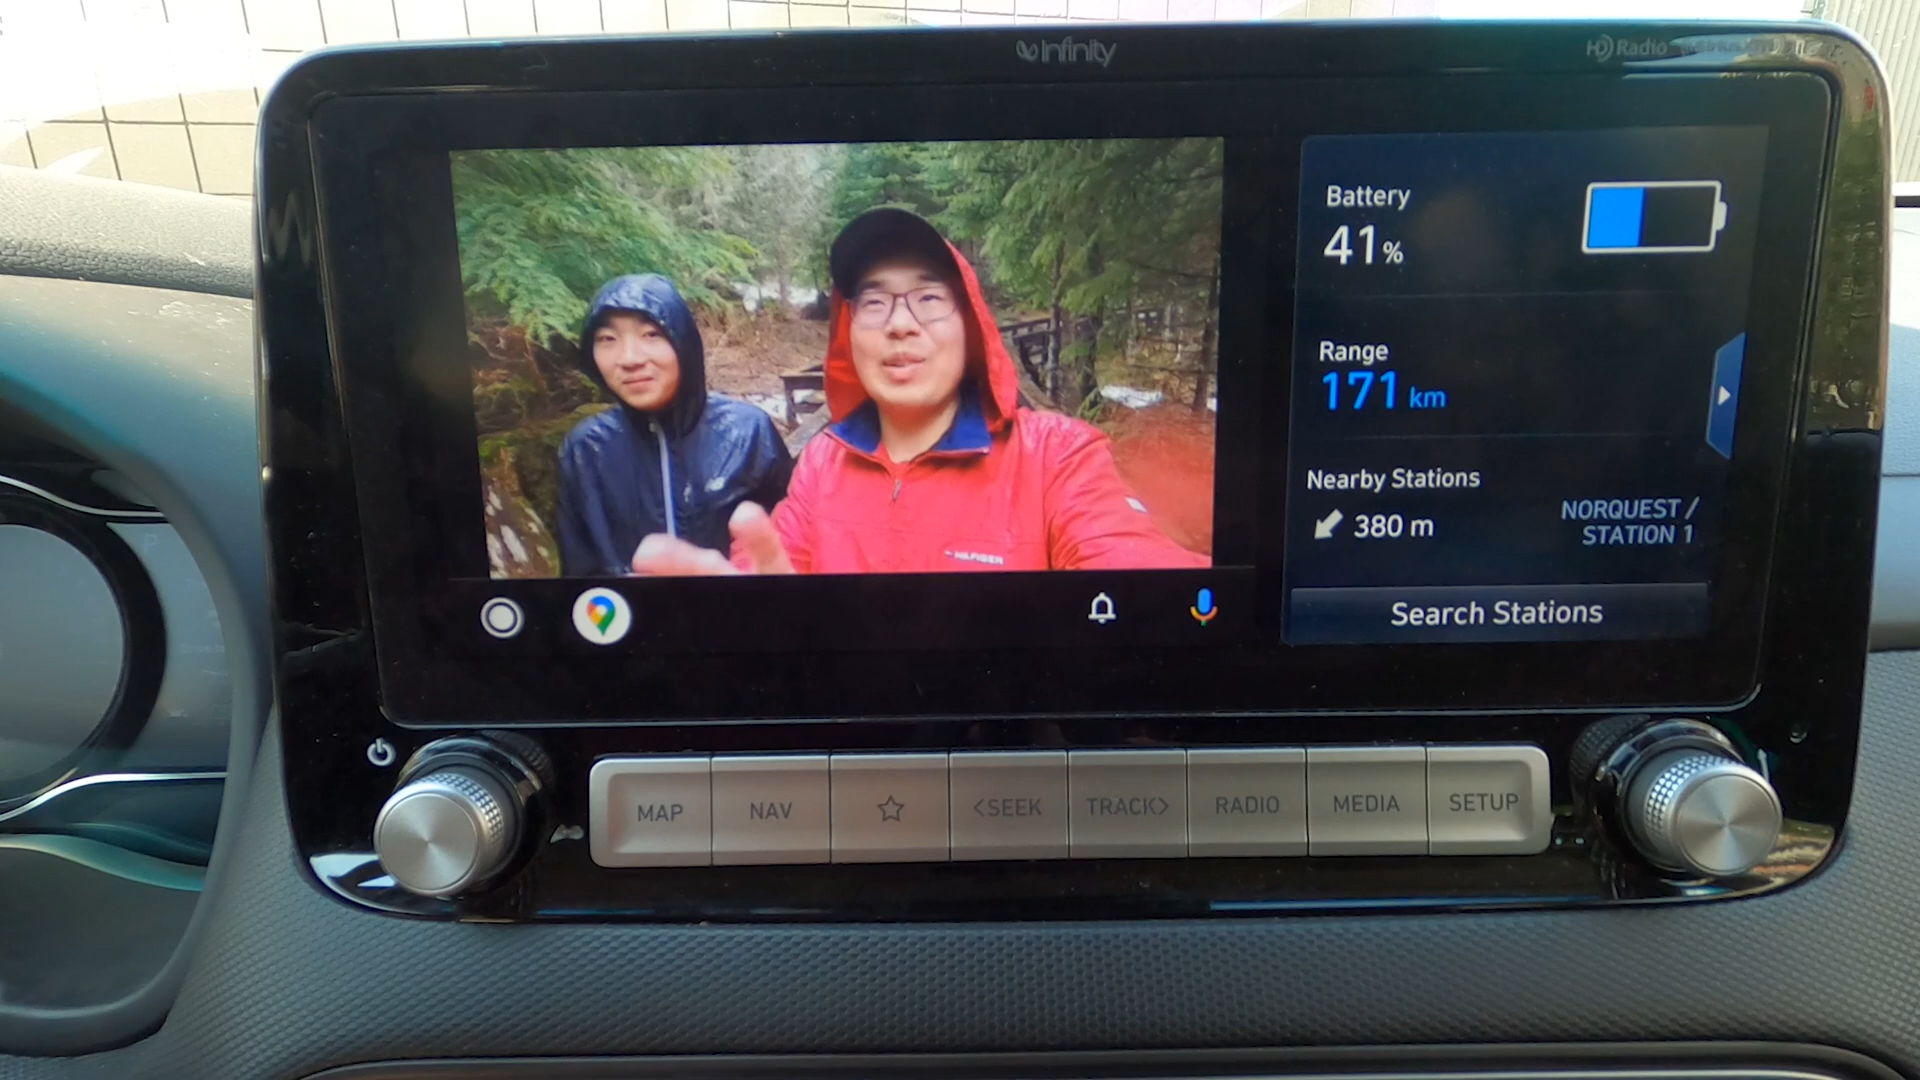 Infinity
HD Radio
Battery
41%
Range
171 km
Nearby Stations
380 m
NORQUEST /
STATION 1
Search Stations
HILFIGER
MAP
NAV
<SEEK
TRACK>
RADIO
MEDIA
SETUP